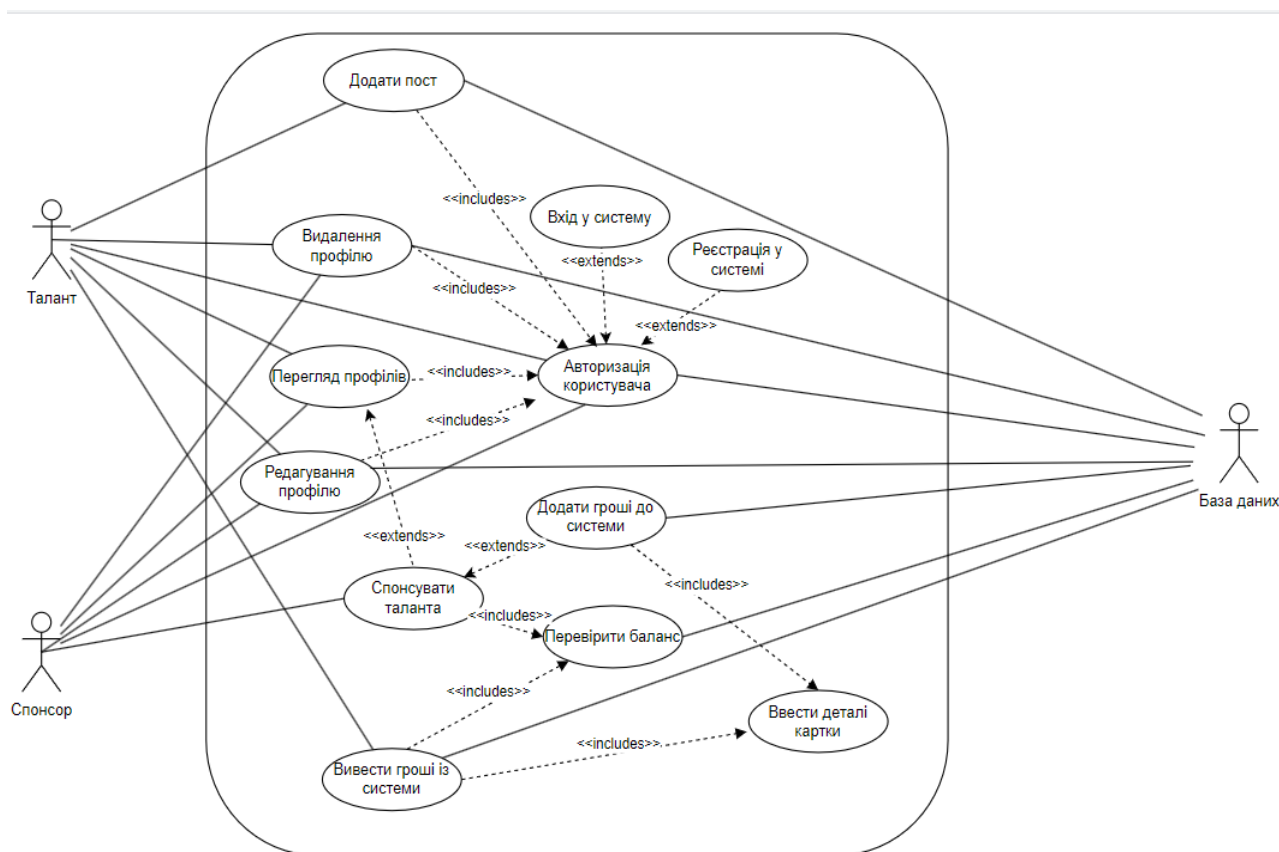 Додати пост
<<includes>>
Вхід у систему
Видалення
профілю
Реєстрація у
системі
<<extends>>
<<includes>>
Талант
<<extends>>
Перегляд профілів
<<includes>>
Авторизація
користувача
<<includes>>
Редагування
профілю
База даних
Додати гроші до
системи
<<extends>>
<<extends>>
<<includes>>
Спонсувати
таланта
<<includes>>
Перевірити баланс
<<includes>>
Спонсор
Ввести деталі
картки
<<includes>>
Вивести гроші із
системи